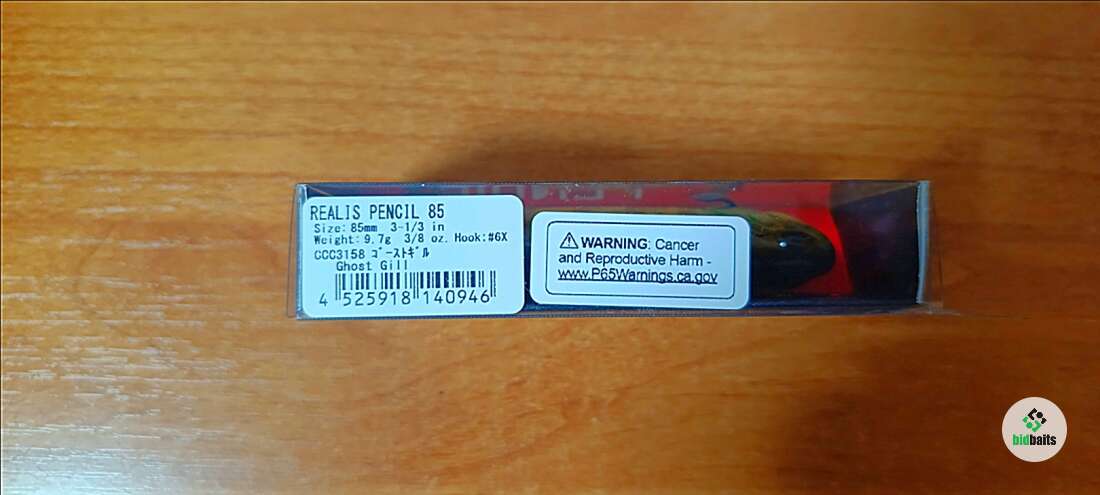 REALIS PENCIL 85
Size: 85mm 3-1/3 in
Weight: 9.7g 3/8 oz. Hook:#6X
CCC3158 ｺﾞｰｽﾄｷﾞﾙ
Ghost Gill
4 525918 140946
⚠WARNING: Cancer
and Reproductive Harm -
www.P65Warnings.ca.gov
bidbaits